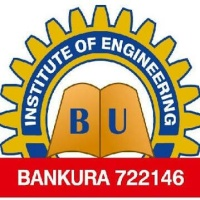 INSTITUTE OF ENGINEERING
B U
BANKURA 722146